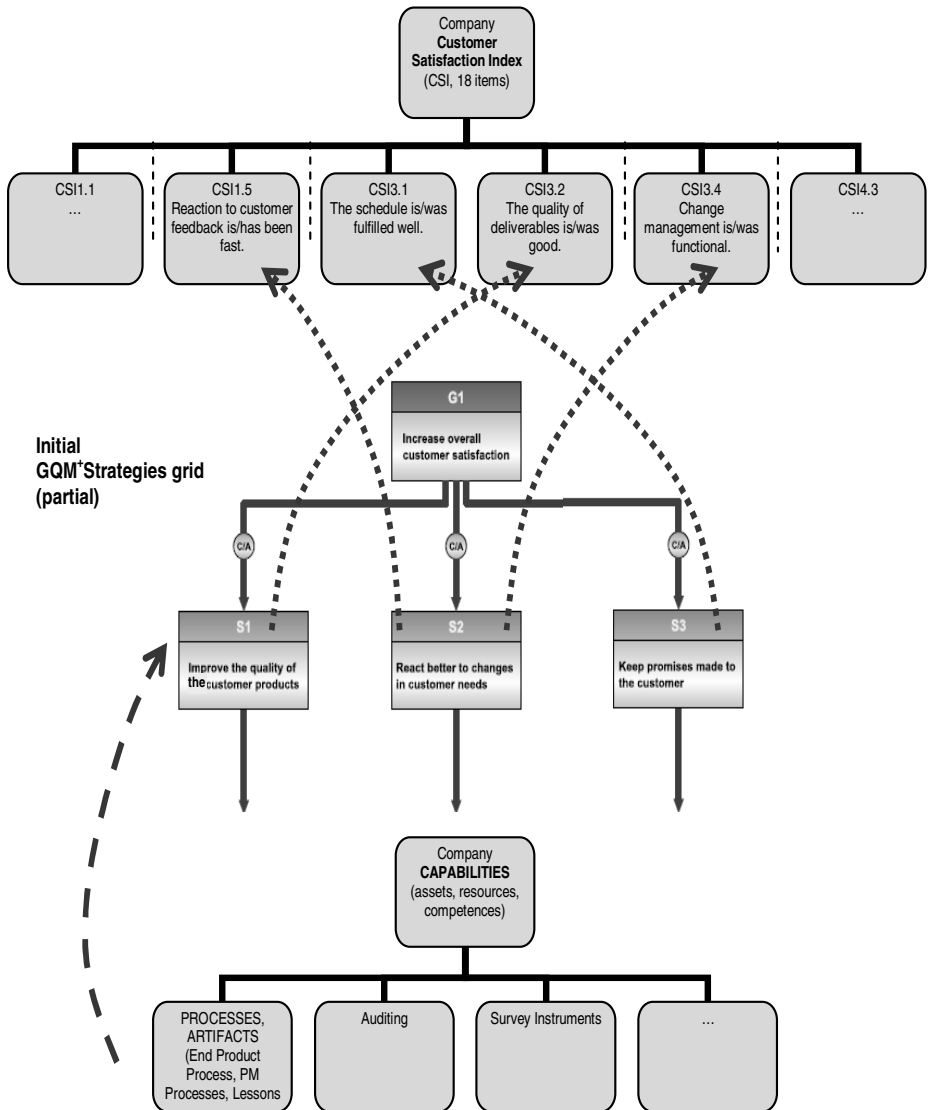 Company
Customer
Satisfaction Index
(CSI, 18 items)
CSI1.1
…
CSI1.5
Reaction to customer
feedback is/has been
fast.
CSI3.1
The schedule is/was
fulfilled well.
CSI3.2
The quality of
deliverables is/was
good.
CSI3.4
Change
management is/was
functional.
CSI4.3
…
G1
Increase overall
customer satisfaction
Initial
GQM+Strategies grid
(partial)
C/A
C/A
C/A
S1
Improve the quality of
the customer products
S2
React better to changes
in customer needs
S3
Keep promises made to
the customer
Company
CAPABILITIES
(assets, resources,
competences)
PROCESSES,
ARTIFACTS
(End Product
Process, PM
Processes, Lessons
Auditing
Survey Instruments
…